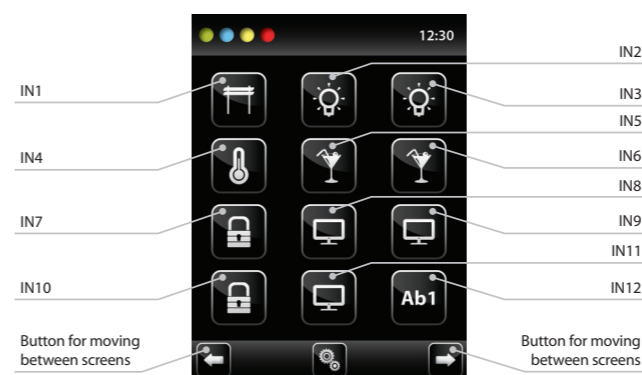 12:30
IN2
IN1
IN3
IN5
IN4
IN6
IN8
IN7
IN9
IN11
IN10
IN12
Ab1
Button for moving
between screens
Button for moving
between screens